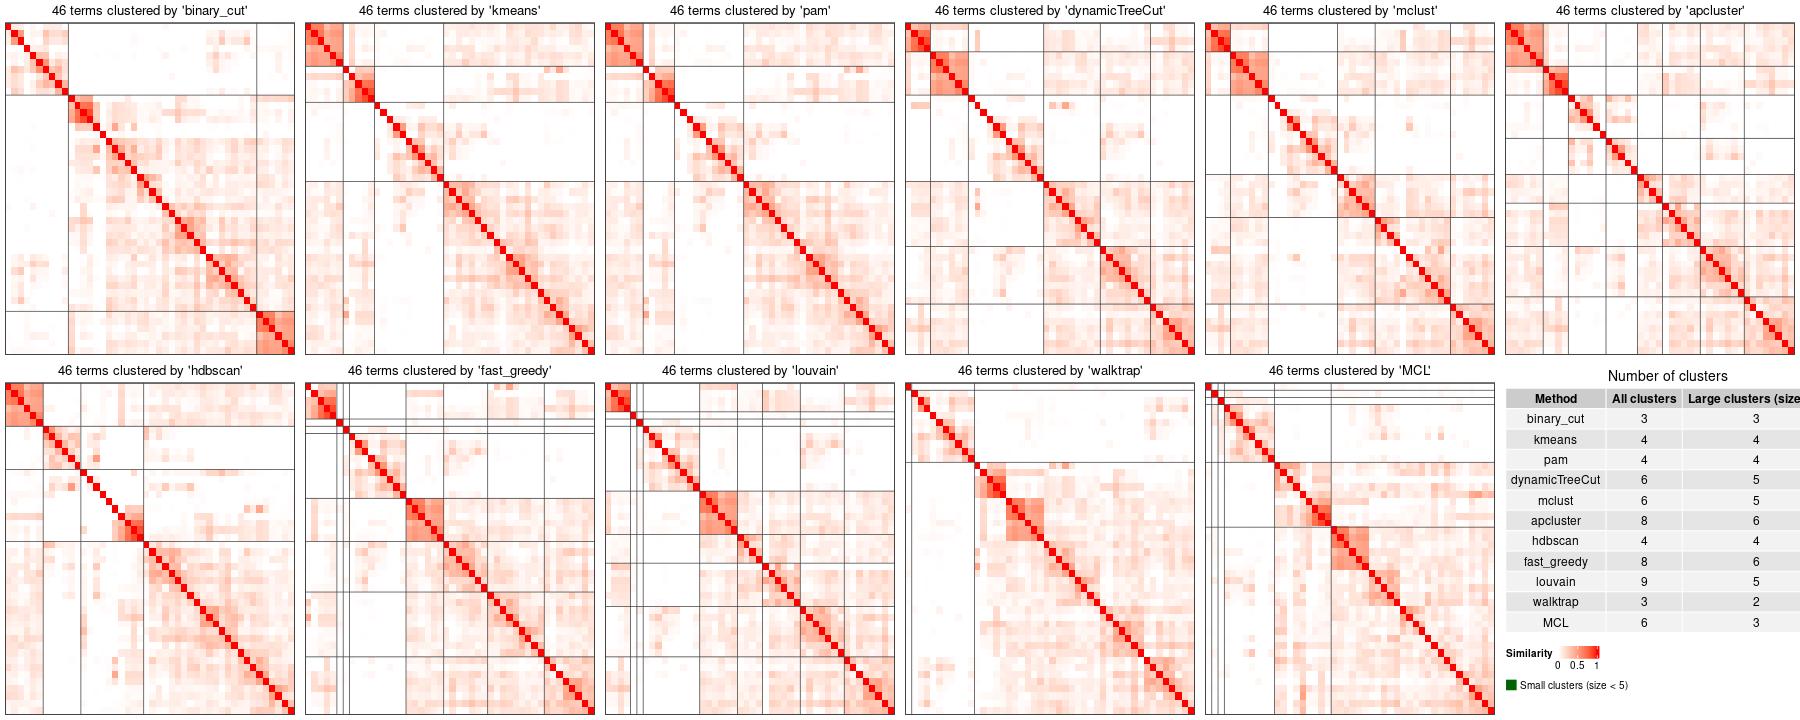 46 terms clustered by 'binary_cut'
46 terms clustered by 'kmeans'
46 terms clustered by 'pam'
46 terms clustered by 'dynamicTreeCut'
46 terms clustered by 'mclust'
46 terms clustered by 'apcluster'
46 terms clustered by 'hdbscan'
46 terms clustered by 'fast_greedy'
46 terms clustered by 'louvain'
46 terms clustered by 'walktrap'
46 terms clustered by 'MCL'
Number of clusters
Method All clusters Large clusters (size
binary_cut 3 3
kmeans 4 4
pam 4 4
dynamicTreeCut 6 5
mclust 6 5
apcluster 8 6
hdbscan 4 4
fast_greedy 8 6
louvain 9 5
walktrap 3 2
MCL 6 3
Similarity
0 0.5 1
Small clusters (size < 5)